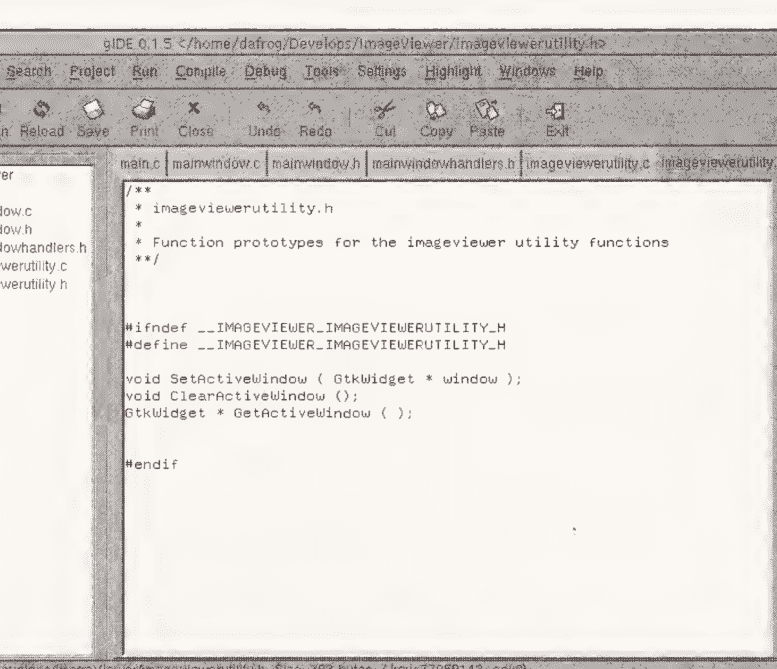 gIDE 0.1.5 </home/dafrog/Develops/ImageViewer/imageviewerutility.h>
Search Project Run Compile Debug Tools Settings Highlight Windows Help
n Reload Save Print Close Undo Redo Cut Copy Paste Exit
main.c mainwindow.c mainwindow.h mainwindowhandlers.h imageviewerutility.c imageviewerutility.
er
dow.c
dow.h
dowhandlers.h
werutility.c
werutility.h
/**
* imageviewerutility.h
*
* Function prototypes for the imageviewer utility functions
**/
#ifndef __IMAGEVIEWER_IMAGEVIEWERUTILITY_H
#define __IMAGEVIEWER_IMAGEVIEWERUTILITY_H
void SetActiveWindow ( GtkWidget * window );
void ClearActiveWindow ();
GtkWidget * GetActiveWindow ( );
#endif